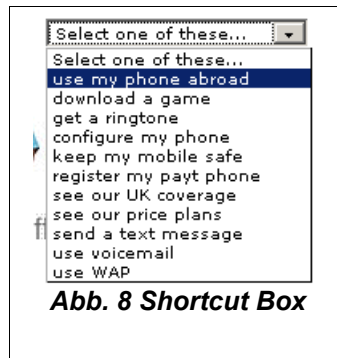 Select one of these...
Select one of these...
use my phone abroad
download a game
get a ringtone
configure my phone
keep my mobile safe
register my payt phone
see our UK coverage
see our price plans
send a text message
use voicemail
use WAP
Abb. 8 Shortcut Box